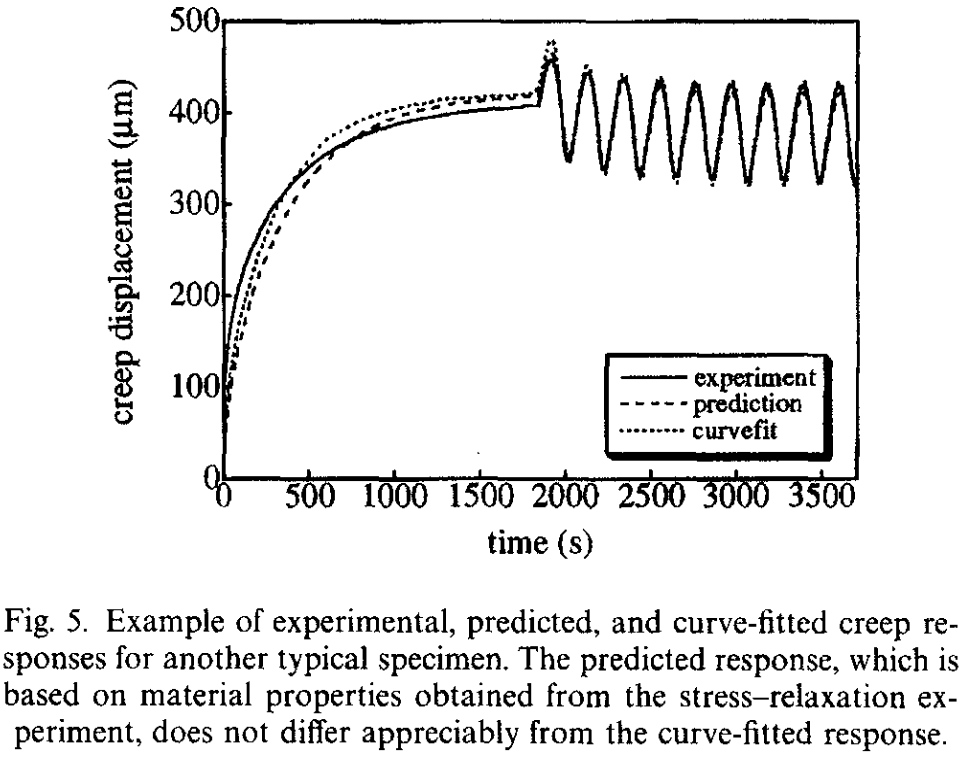 500
400
300
200
100
0
creep displacement (μm)
experiment
prediction
curvefit
0 500 1000 1500 2000 2500 3000 3500
time (s)
Fig. 5. Example of experimental, predicted, and curve-fitted creep re-
sponses for another typical specimen. The predicted response, which is
based on material properties obtained from the stress–relaxation ex-
periment, does not differ appreciably from the curve-fitted response.